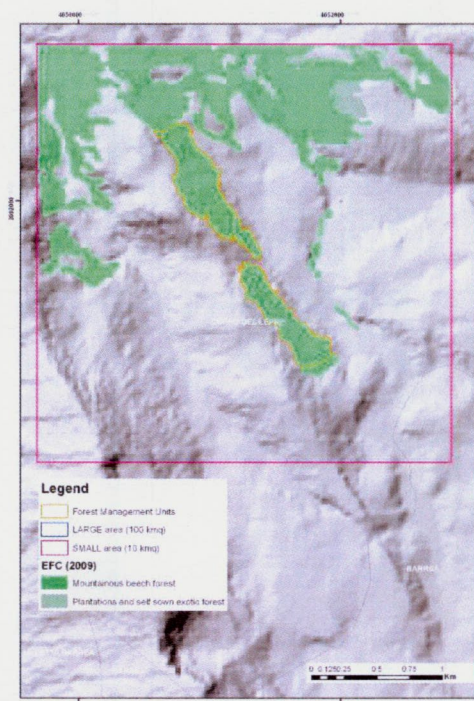 4050000
4052000
3002000
Legend
Forest Management Units
LARGE area (100 kmq)
SMALL area (10 kmq)
EFC (2009)
Mountainous beech forest
Plantations and self sown exotic forest
0 0.125 0.25 0.5 0.75 1
Km